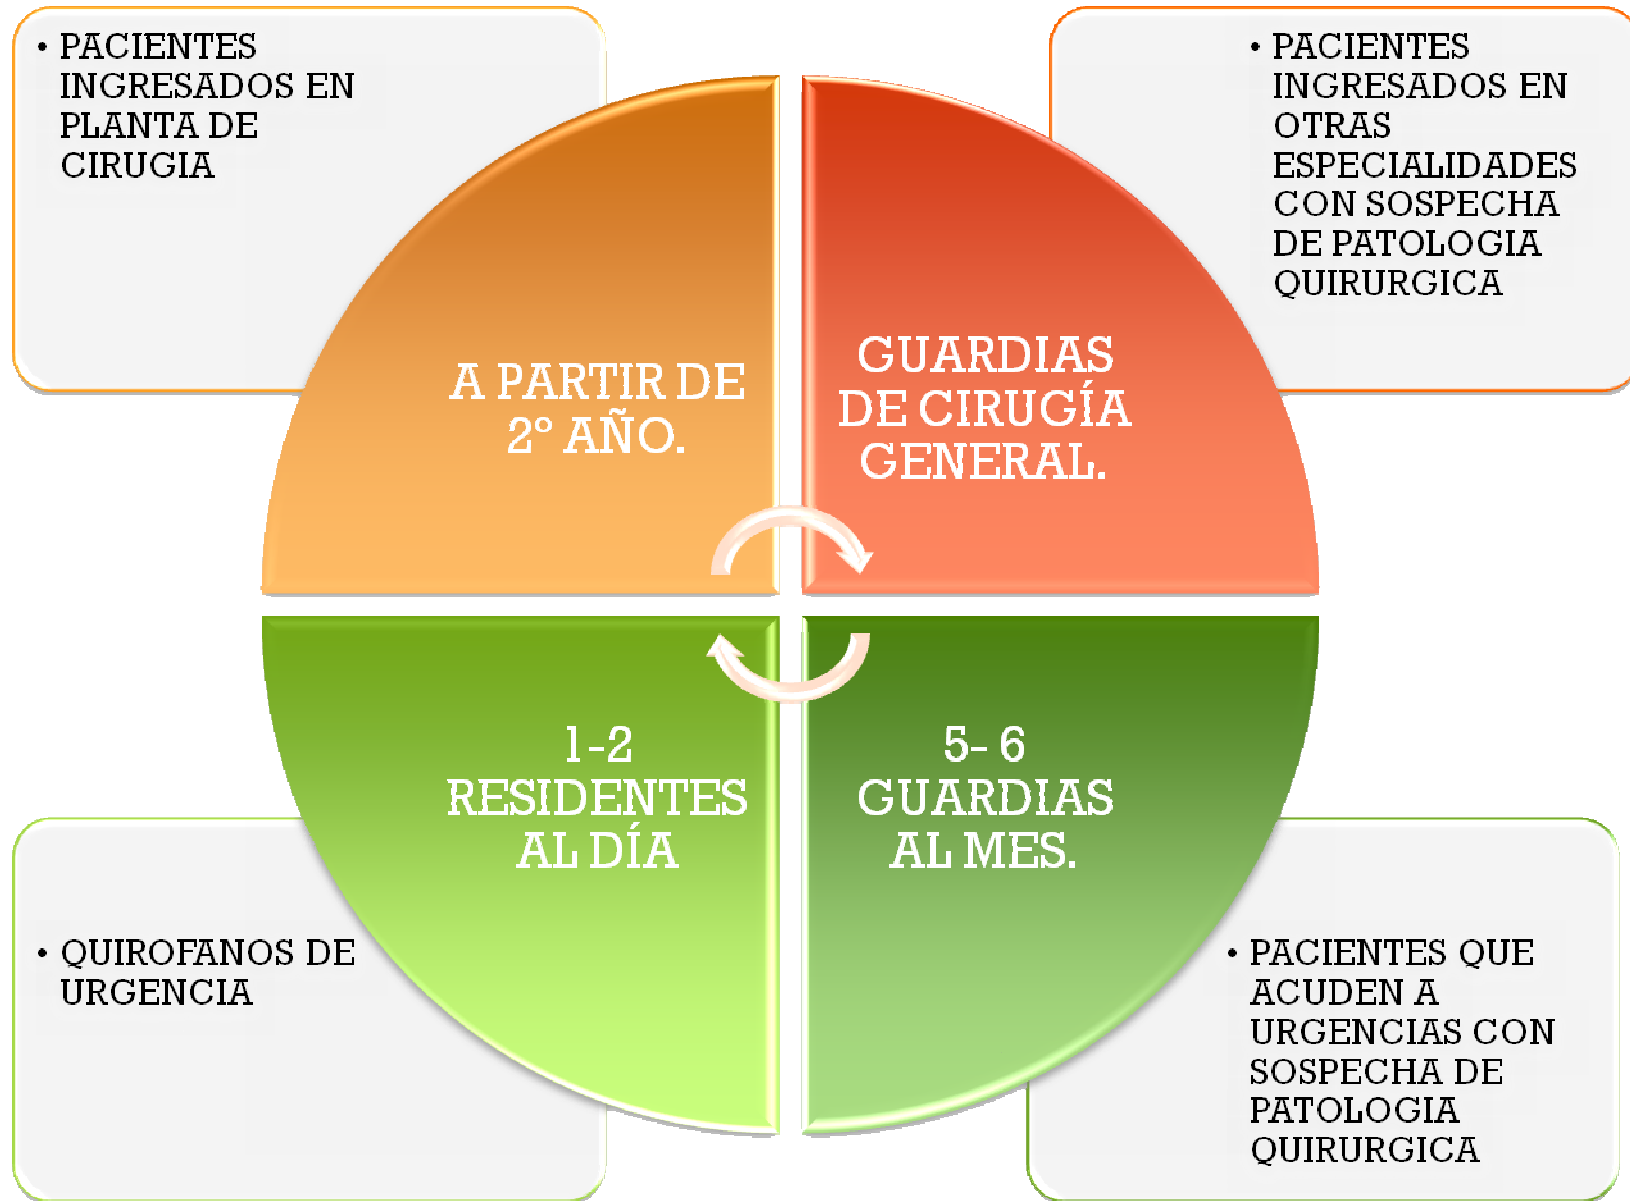 • PACIENTES
INGRESADOS EN
PLANTA DE
CIRUGIA
• PACIENTES
INGRESADOS EN
OTRAS
ESPECIALIDADES
CON SOSPECHA
DE PATOLOGIA
QUIRURGICA
A PARTIR DE
2º AÑO.
GUARDIAS
DE CIRUGÍA
GENERAL.
1-2
RESIDENTES
AL DÍA
5- 6
GUARDIAS
AL MES.
• QUIROFANOS DE
URGENCIA
• PACIENTES QUE
ACUDEN A
URGENCIAS CON
SOSPECHA DE
PATOLOGIA
QUIRURGICA